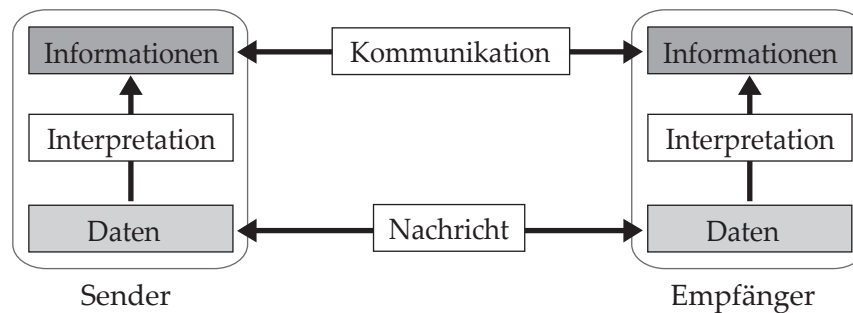 Informationen Kommunikation Informationen
Interpretation Interpretation
Daten Nachricht Daten
Sender Empfänger